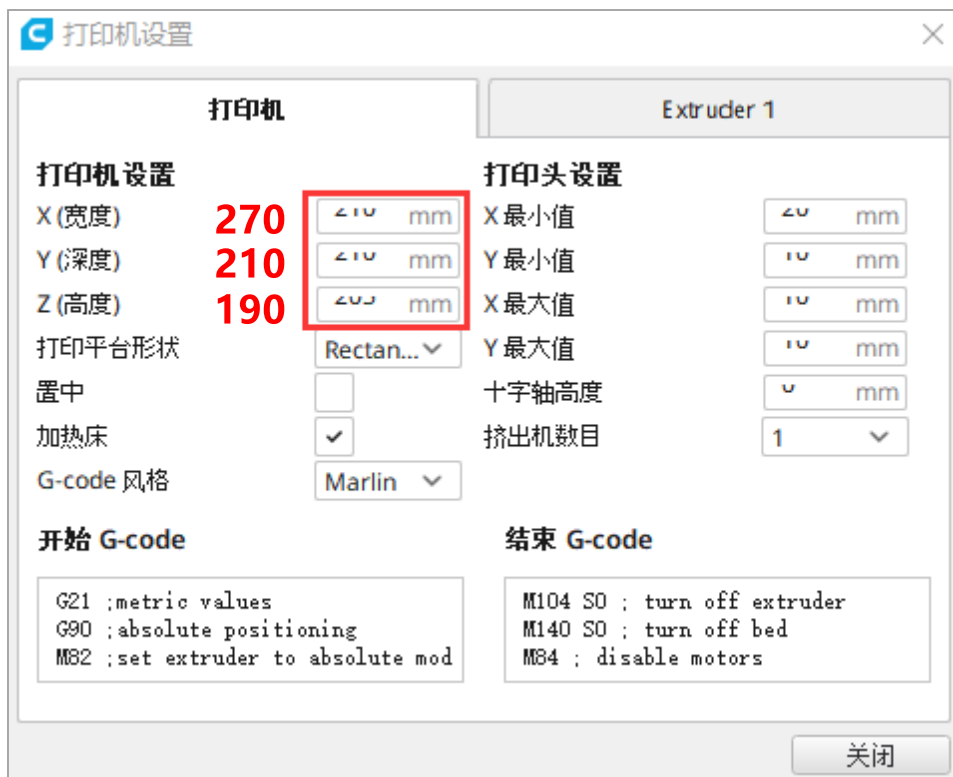 打印机设置
打印机
Extruder 1
打印机设置
X (宽度) 270 mm
Y (深度) 210 mm
Z (高度) 190 mm
打印平台形状 Rectan...
置中
加热床
G-code 风格 Marlin
打印头设置
X 最小值 mm
Y 最小值 mm
X 最大值 mm
Y 最大值 mm
十字轴高度 mm
挤出机数目 1
开始 G-code
G21 ;metric values
G90 ;absolute positioning
M82 ;set extruder to absolute mod
结束 G-code
M104 S0 ; turn off extruder
M140 S0 ; turn off bed
M84 ; disable motors
关闭